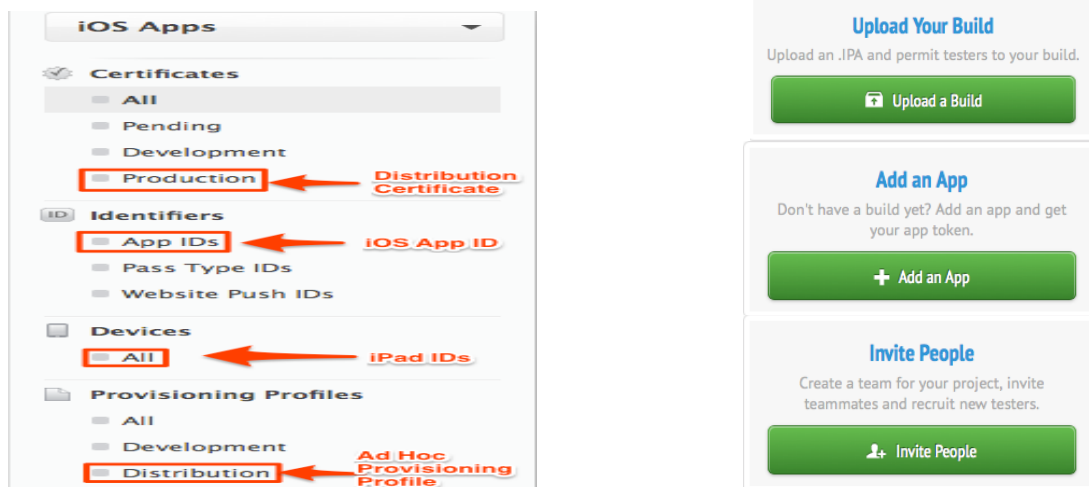 iOS Apps
Certificates
All
Pending
Development
Production
Distribution
Certificate
ID Identifiers
App IDs
iOS App ID
Pass Type IDs
Website Push IDs
Devices
All
iPad IDs
Provisioning Profiles
All
Development
Distribution
Ad Hoc
Provisioning
Profile
Upload Your Build
Upload an .IPA and permit testers to your build.
Upload a Build
Add an App
Don't have a build yet? Add an app and get
your app token.
Add an App
Invite People
Create a team for your project, invite
teammates and recruit new testers.
Invite People